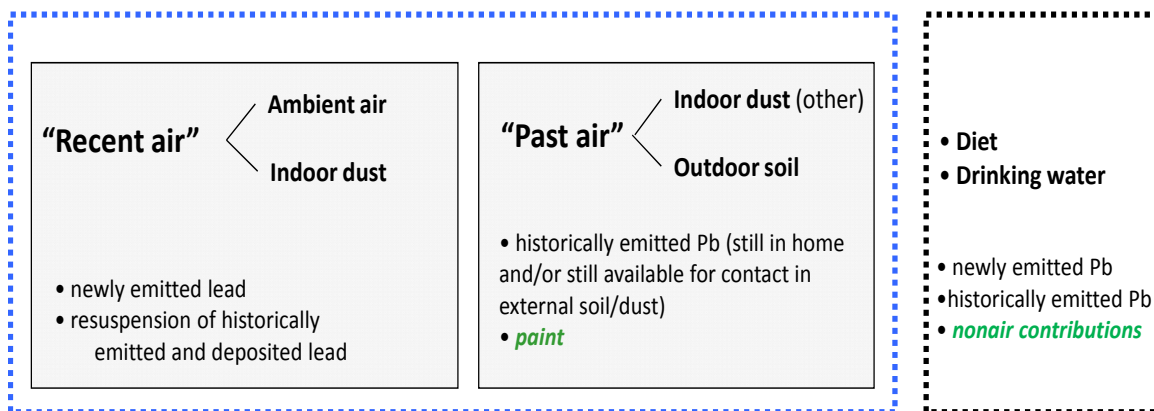 “Recent air”
Ambient air
Indoor dust
• newly emitted lead
• resuspension of historically
emitted and deposited lead
“Past air”
Indoor dust (other)
Outdoor soil
• historically emitted Pb (still in home
and/or still available for contact in
external soil/dust)
• paint
• Diet
• Drinking water
• newly emitted Pb
•historically emitted Pb
• nonair contributions